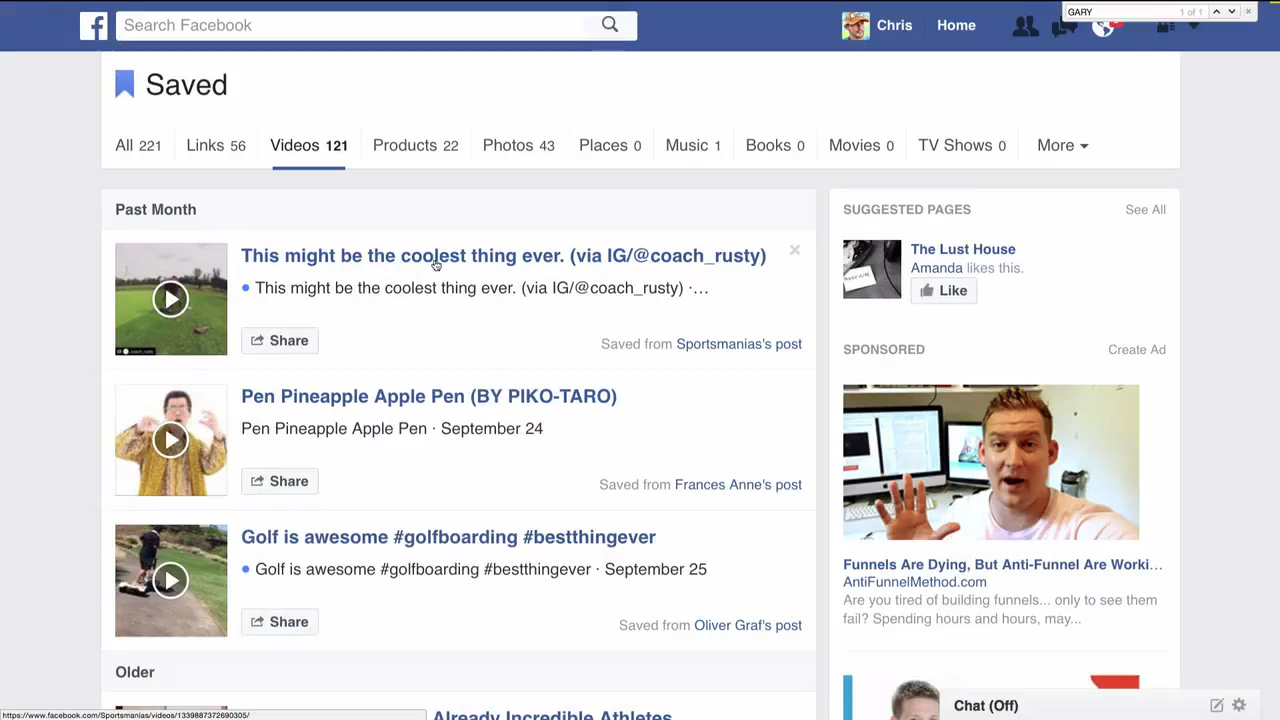 GARY 1 of 1
f Search Facebook Chris Home
Saved
All 221 Links 56 Videos 121 Products 22 Photos 43 Places 0 Music 1 Books 0 Movies 0 TV Shows 0 More
Past Month
This might be the coolest thing ever. (via IG/@coach_rusty)
This might be the coolest thing ever. (via IG/@coach_rusty) ·…
Share
Saved from Sportsmanias's post
Pen Pineapple Apple Pen (BY PIKO-TARO)
Pen Pineapple Apple Pen · September 24
Share
Saved from Frances Anne's post
Golf is awesome #golfboarding #bestthingever
Golf is awesome #golfboarding #bestthingever · September 25
Share
Saved from Oliver Graf's post
Older
Already Incredible Athletes
SUGGESTED PAGES See All
The Lust House
Amanda likes this.
Like
SPONSORED Create Ad
Funnels Are Dying, But Anti-Funnel Are Worki…
AntiFunnelMethod.com
Are you tired of building funnels... only to see them
fail? Spending hours and hours, may...
Chat (Off)
https://www.facebook.com/Sportsmanias/videos/1339887372690305/